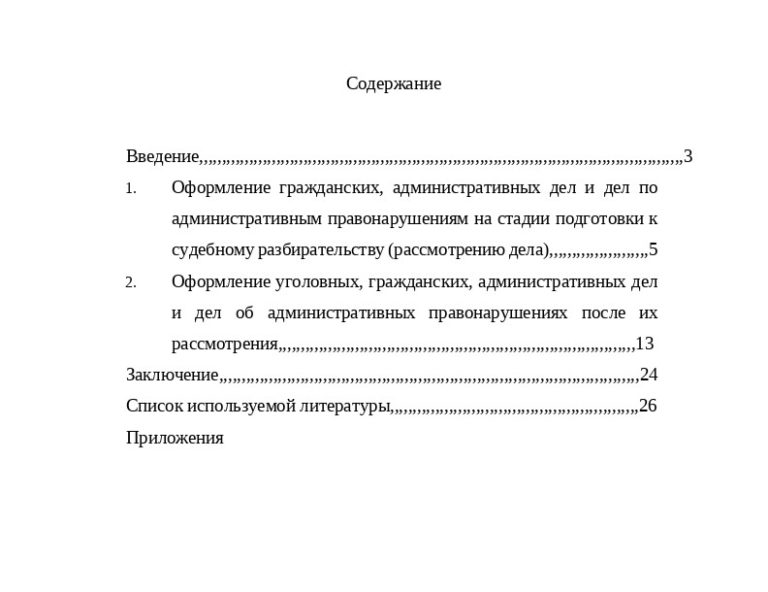 Содержание
Введение,,,,,,,,,,,,,,,,,,,,,,,,,,,,,,,,,,,,,,,,,,,,,,,,,,,,,,,,,,,,,,,,,,,,,,,,,,,,,,,,,,,,,,,,,,,,,,,,,,,,,,,,,,,3
1. Оформление гражданских, административных дел и дел по
административным правонарушениям на стадии подготовки к
судебному разбирательству (рассмотрению дела),,,,,,,,,,,,,,,,,,,,,,5
2. Оформление уголовных, гражданских, административных дел
и дел об административных правонарушениях после их
рассмотрения,,,,,,,,,,,,,,,,,,,,,,,,,,,,,,,,,,,,,,,,,,,,,,,,,,,,,,,,,,,,,,,,,,,,,,,,,,,,,,,13
Заключение,,,,,,,,,,,,,,,,,,,,,,,,,,,,,,,,,,,,,,,,,,,,,,,,,,,,,,,,,,,,,,,,,,,,,,,,,,,,,,,,,,,,,,,,,,,,,24
Список используемой литературы,,,,,,,,,,,,,,,,,,,,,,,,,,,,,,,,,,,,,,,,,,,,,,,,,,,,,,,26
Приложения